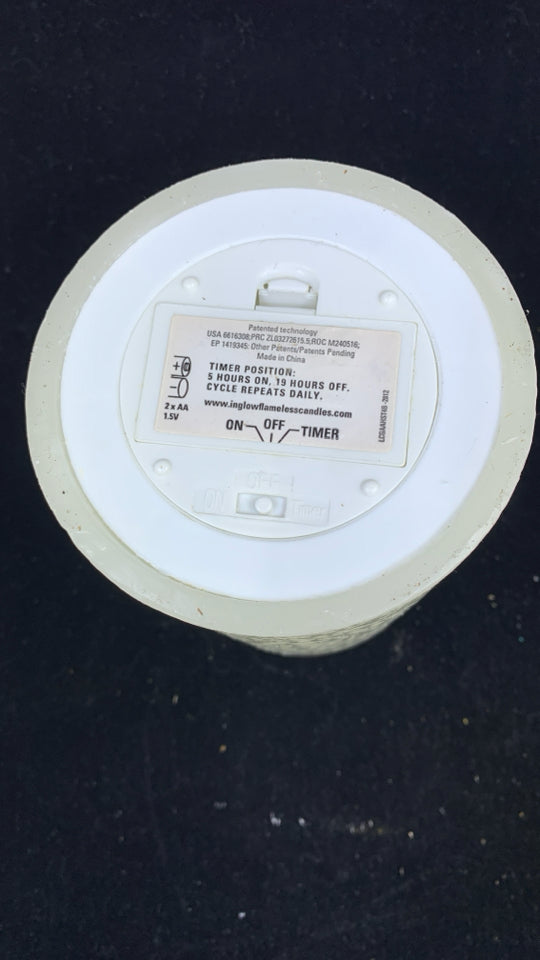 Patented technology
USA 6616308;PRC ZL03272615.5;ROC M240516;
EP 1419345: Other Patents/Patents Pending
Made in China
TIMER POSITION:
5 HOURS ON, 19 HOURS OFF.
CYCLE REPEATS DAILY.
www.inglowflamelesscandles.com
2 x AA
1.5V
ON OFF TIMER
OFF
ON Timer